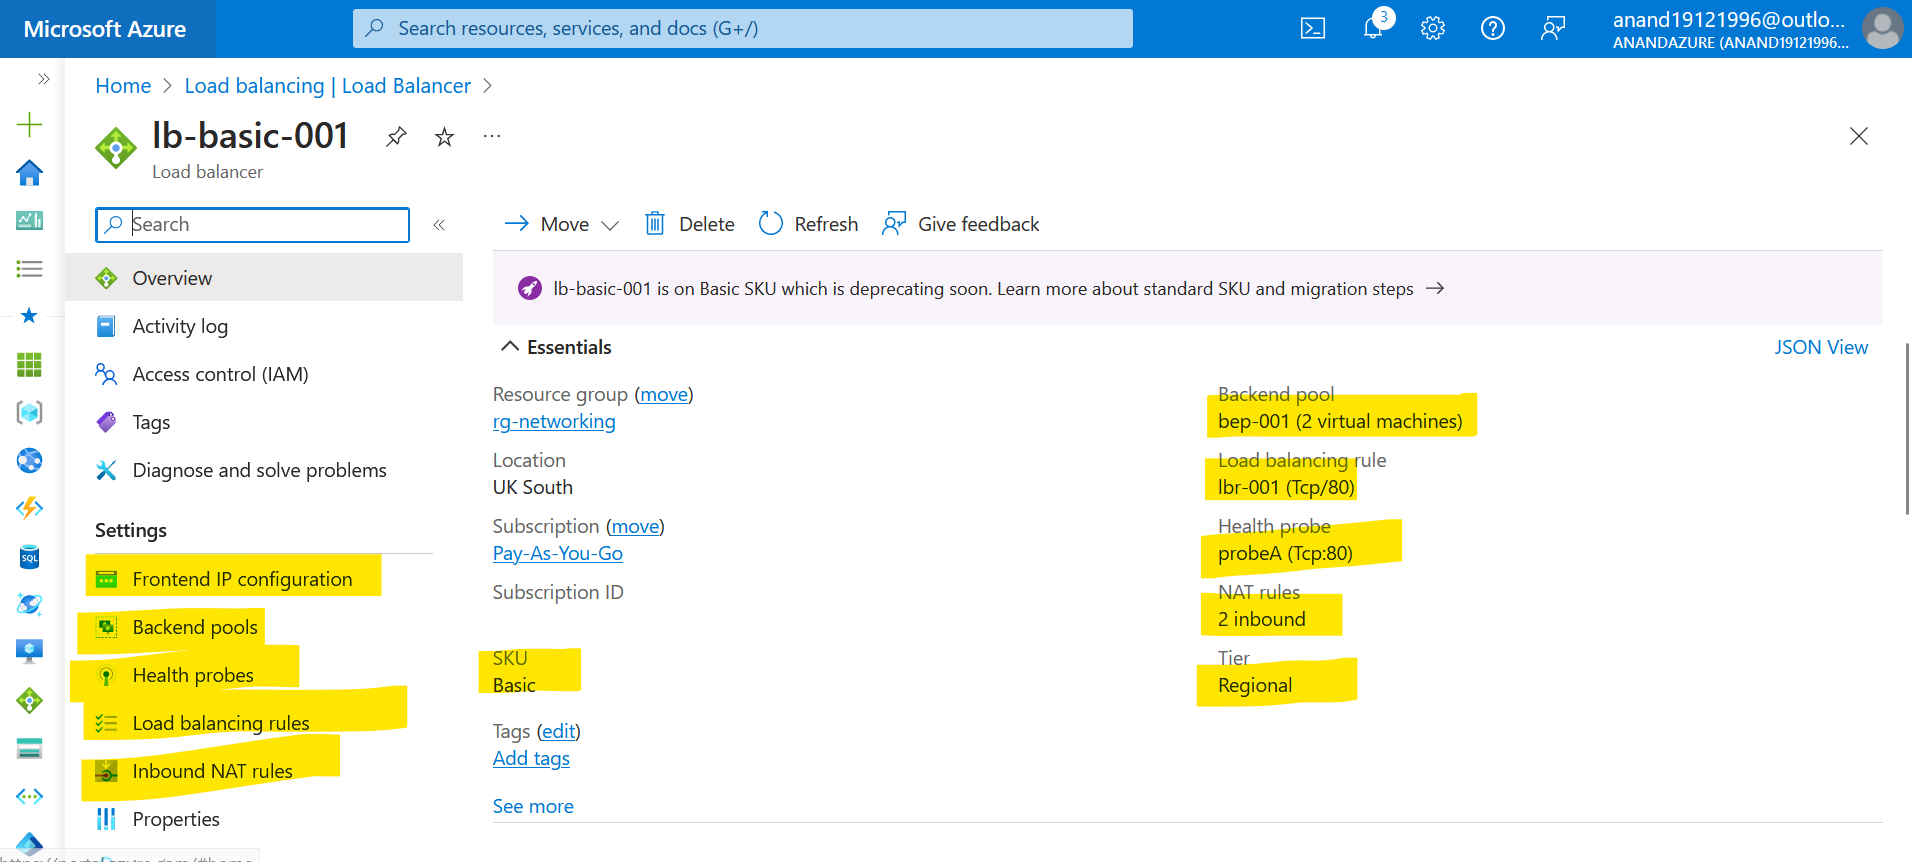 Microsoft Azure
Search resources, services, and docs (G+/)
3
anand19121996@outlo...
ANANDAZURE (ANAND19121996...
Home > Load balancing | Load Balancer >
lb-basic-001
Load balancer
Search
Overview
Activity log
Access control (IAM)
Tags
Diagnose and solve problems
Settings
Frontend IP configuration
Backend pools
Health probes
Load balancing rules
Inbound NAT rules
Properties
Move
Delete
Refresh
Give feedback
lb-basic-001 is on Basic SKU which is deprecating soon. Learn more about standard SKU and migration steps →
Essentials
JSON View
Resource group (move)
rg-networking
Location
UK South
Subscription (move)
Pay-As-You-Go
Subscription ID
SKU
Basic
Tags (edit)
Add tags
See more
Backend pool
bep-001 (2 virtual machines)
Load balancing rule
lbr-001 (Tcp/80)
Health probe
probeA (Tcp:80)
NAT rules
2 inbound
Tier
Regional
SQL